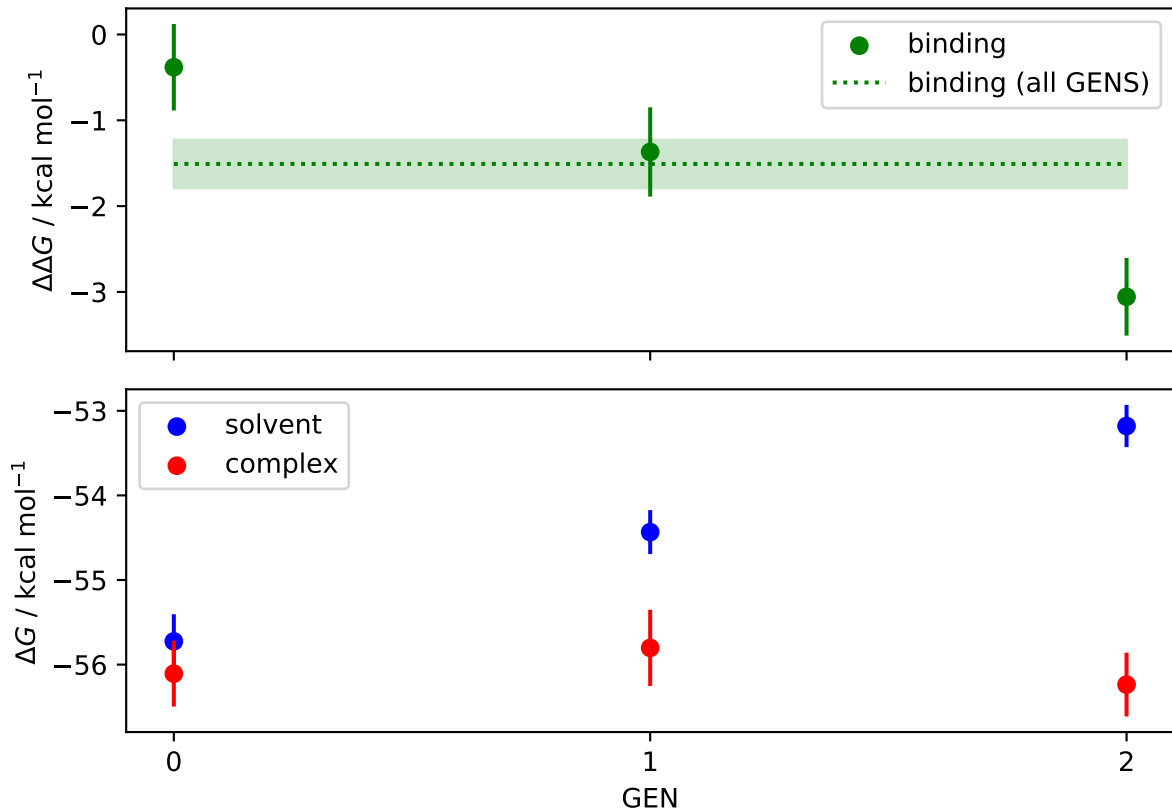 0
−1
−2
−3
ΔΔG / kcal mol⁻¹
binding
binding (all GENS)
−53
−54
−55
−56
ΔG / kcal mol⁻¹
solvent
complex
0
1
2
GEN